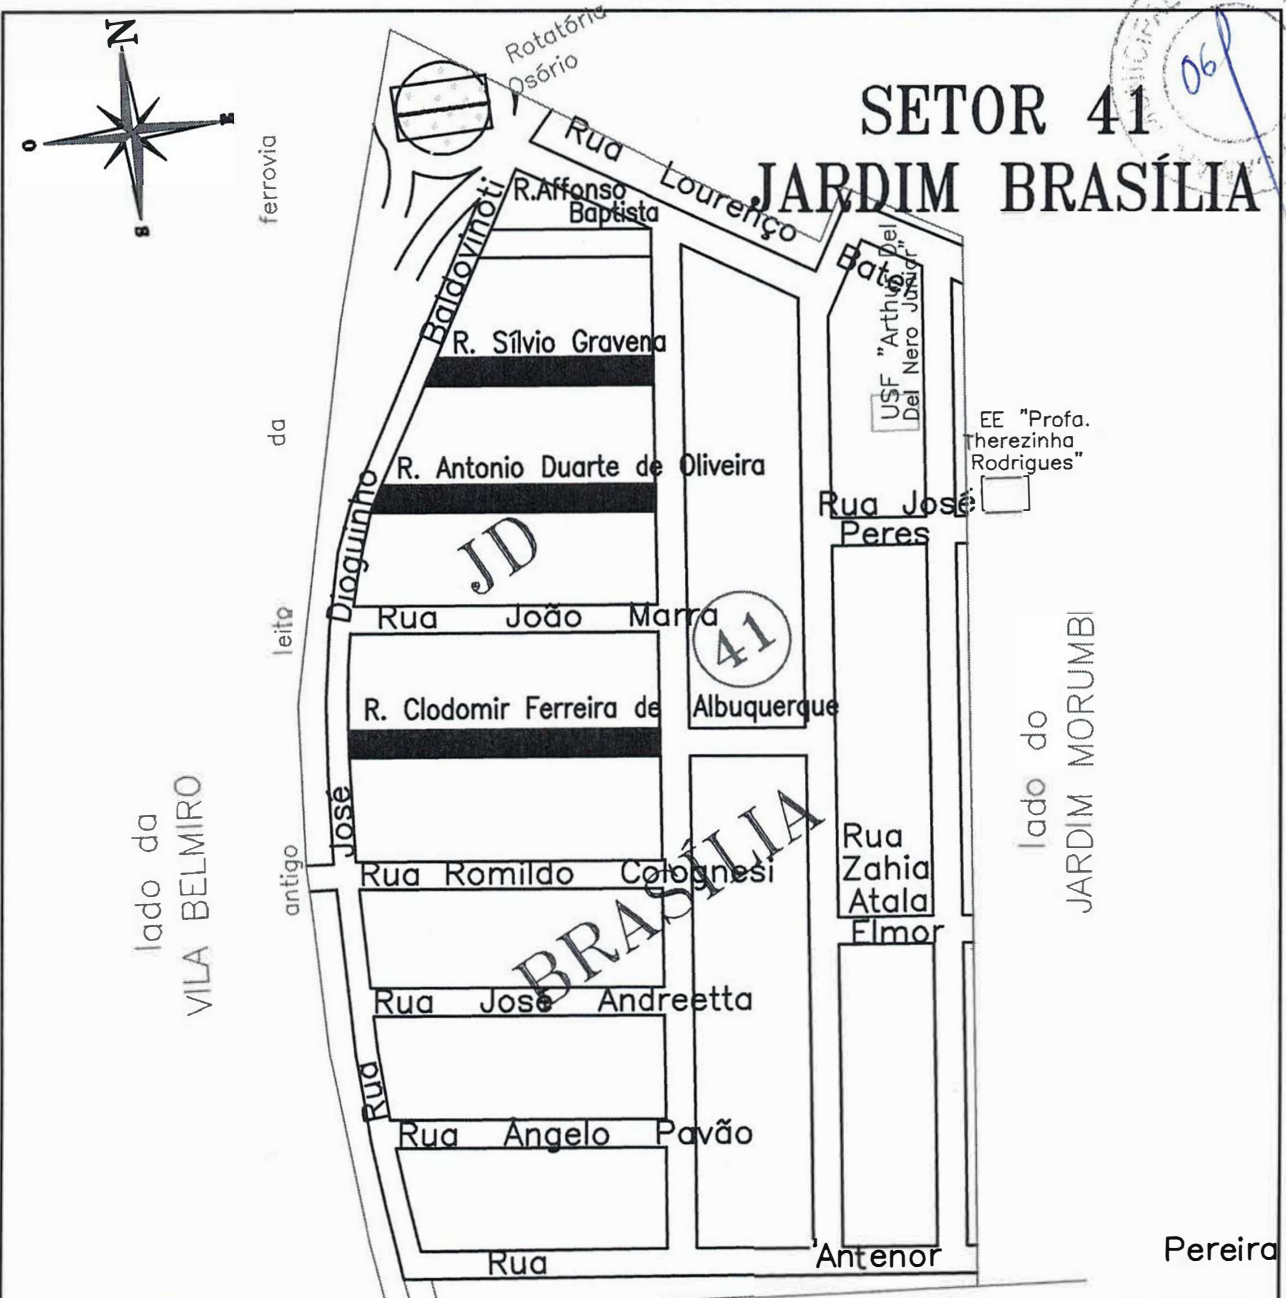 N
O
E
S
Rotatória
Osório
06
SETOR 41
JARDIM BRASÍLIA
Rua Lourenço Bater
ferrovia
da
leito
antigo
R.Affonso
Baptista
Rua José Dioguinho Baldovinoti
R. Sílvio Gravena
USF "Arthur Del
Del Nero Júnior"
R. Antonio Duarte de Oliveira
EE "Profa.
Therezinha
Rodrigues"
Rua José
Peres
JD
Rua João Marra
41
R. Clodomir Ferreira de Albuquerque
lado do
JARDIM MORUMBI
lado da
VILA BELMIRO
BRASÍLIA
Rua
Zahia
Atala
Elmor
Rua Romildo Colognesi
Rua José Andreetta
Rua Ângelo Pavão
Rua 'Antenor Pereira